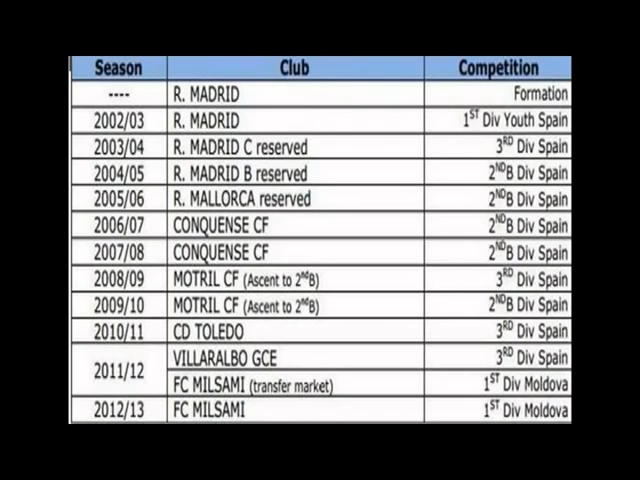 Season Club Competition
---- R. MADRID Formation
2002/03 R. MADRID 1ST Div Youth Spain
2003/04 R. MADRID C reserved 3RD Div Spain
2004/05 R. MADRID B reserved 2NDB Div Spain
2005/06 R. MALLORCA reserved 2NDB Div Spain
2006/07 CONQUENSE CF 2NDB Div Spain
2007/08 CONQUENSE CF 2NDB Div Spain
2008/09 MOTRIL CF (Ascent to 2ndB) 3RD Div Spain
2009/10 MOTRIL CF (Ascent to 2ndB) 2NDB Div Spain
2010/11 CD TOLEDO 3RD Div Spain
2011/12 VILLARALBO GCE 3RD Div Spain
FC MILSAMI (transfer market) 1ST Div Moldova
2012/13 FC MILSAMI 1ST Div Moldova